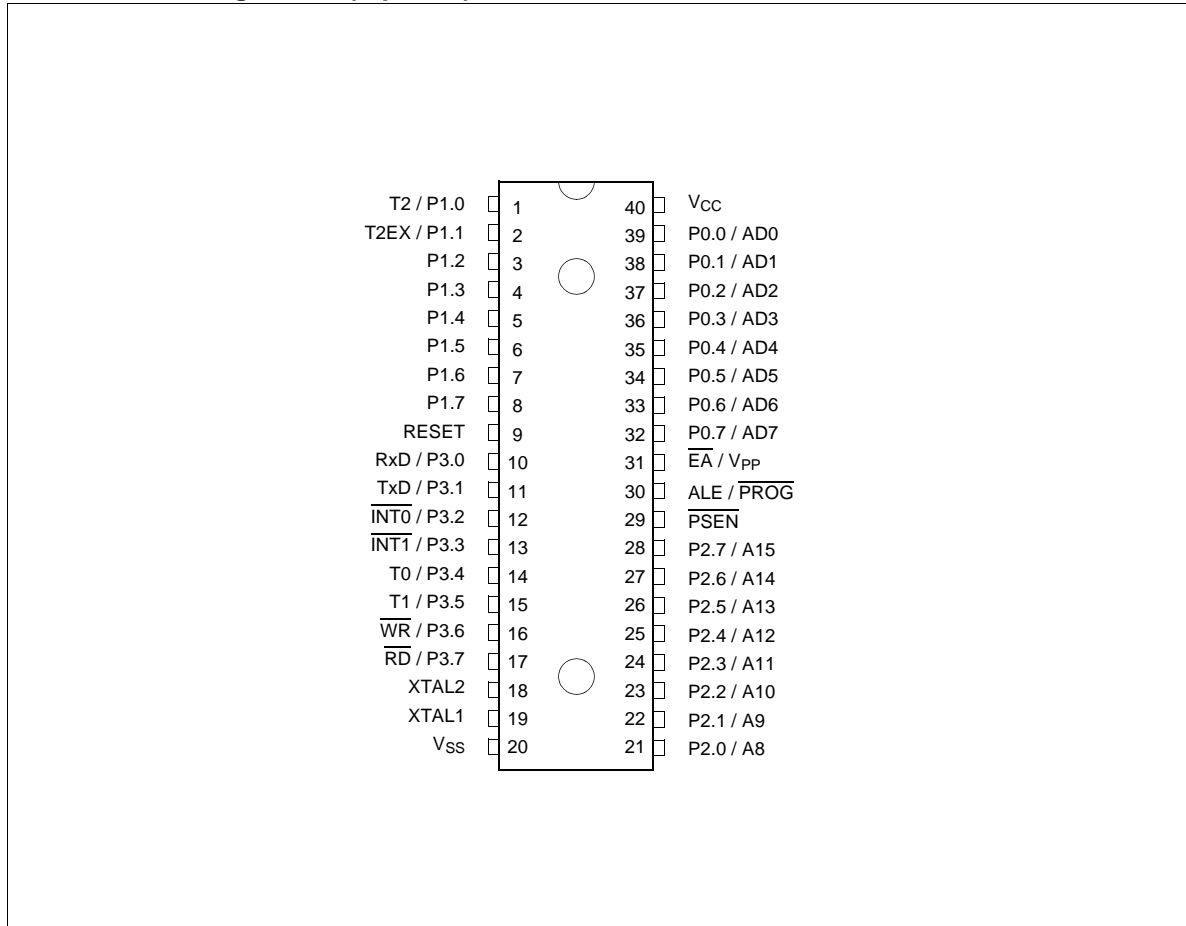 T2 / P1.0 1 40 VCC
T2EX / P1.1 2 39 P0.0 / AD0
P1.2 3 38 P0.1 / AD1
P1.3 4 37 P0.2 / AD2
P1.4 5 36 P0.3 / AD3
P1.5 6 35 P0.4 / AD4
P1.6 7 34 P0.5 / AD5
P1.7 8 33 P0.6 / AD6
RESET 9 32 P0.7 / AD7
RxD / P3.0 10 31 E̅A̅ / VPP
TxD / P3.1 11 30 ALE / P̅R̅O̅G̅
I̅N̅T̅0̅ / P3.2 12 29 P̅S̅E̅N̅
I̅N̅T̅1̅ / P3.3 13 28 P2.7 / A15
T0 / P3.4 14 27 P2.6 / A14
T1 / P3.5 15 26 P2.5 / A13
W̅R̅ / P3.6 16 25 P2.4 / A12
R̅D̅ / P3.7 17 24 P2.3 / A11
XTAL2 18 23 P2.2 / A10
XTAL1 19 22 P2.1 / A9
VSS 20 21 P2.0 / A8